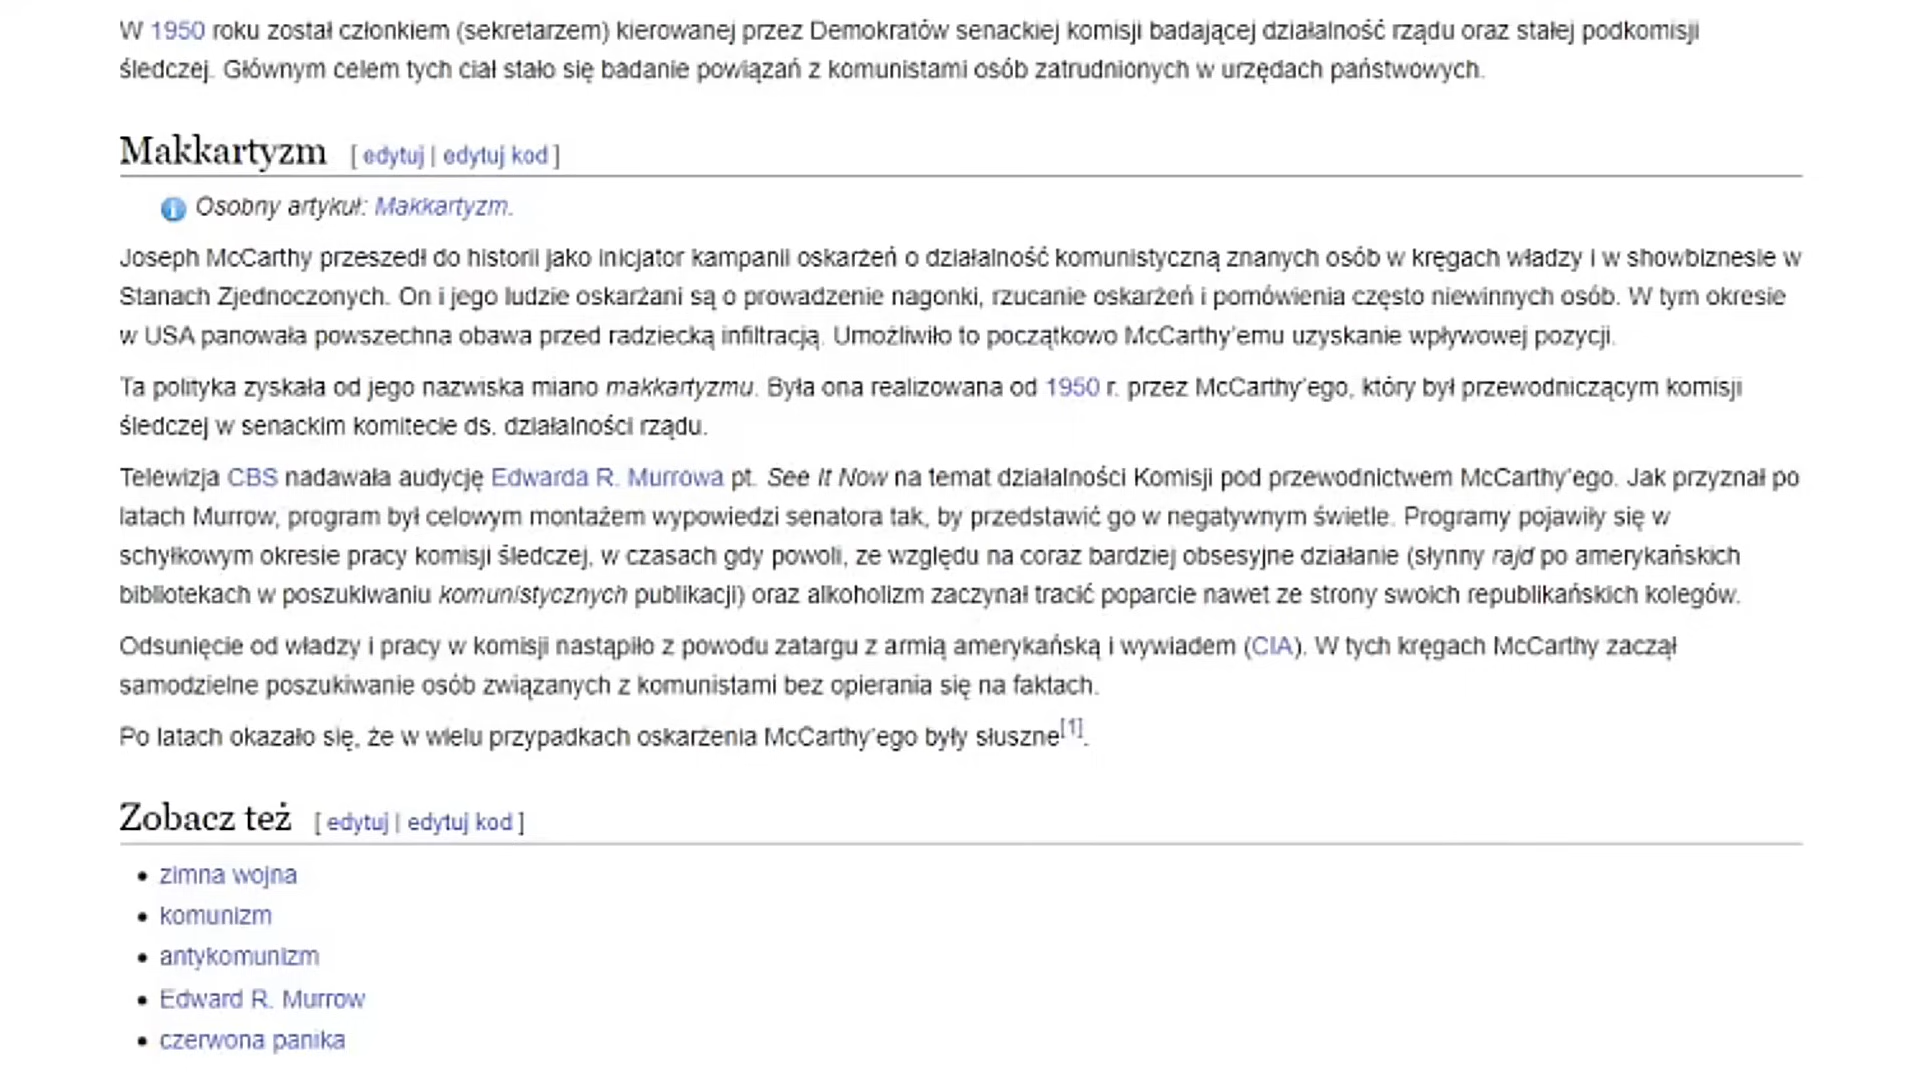 W 1950 roku został członkiem (sekretarzem) kierowanej przez Demokratów senackiej komisji badającej działalność rządu oraz stałej podkomisji
śledczej. Głównym celem tych ciał stało się badanie powiązań z komunistami osób zatrudnionych w urzędach państwowych.
Makkartyzm [ edytuj | edytuj kod ]
Osobny artykuł: Makkartyzm.
Joseph McCarthy przeszedł do historii jako inicjator kampanii oskarżeń o działalność komunistyczną znanych osób w kręgach władzy i w showbiznesie w
Stanach Zjednoczonych. On i jego ludzie oskarżani są o prowadzenie nagonki, rzucanie oskarżeń i pomówienia często niewinnych osób. W tym okresie
w USA panowała powszechna obawa przed radziecką infiltracją. Umożliwiło to początkowo McCarthy'emu uzyskanie wpływowej pozycji.
Ta polityka zyskała od jego nazwiska miano makkartyzmu. Była ona realizowana od 1950 r. przez McCarthy'ego, który był przewodniczącym komisji
śledczej w senackim komitecie ds. działalności rządu.
Telewizja CBS nadawała audycję Edwarda R. Murrowa pt. See It Now na temat działalności Komisji pod przewodnictwem McCarthy'ego. Jak przyznał po
latach Murrow, program był celowym montażem wypowiedzi senatora tak, by przedstawić go w negatywnym świetle. Programy pojawiły się w
schyłkowym okresie pracy komisji śledczej, w czasach gdy powoli, ze względu na coraz bardziej obsesyjne działanie (słynny rajd po amerykańskich
bibliotekach w poszukiwaniu komunistycznych publikacji) oraz alkoholizm zaczynał tracić poparcie nawet ze strony swoich republikańskich kolegów.
Odsunięcie od władzy i pracy w komisji nastąpiło z powodu zatargu z armią amerykańską i wywiadem (CIA). W tych kręgach McCarthy zaczął
samodzielne poszukiwanie osób związanych z komunistami bez opierania się na faktach.
Po latach okazało się, że w wielu przypadkach oskarżenia McCarthy'ego były słuszne[1].
Zobacz też [ edytuj | edytuj kod ]
• zimna wojna
• komunizm
• antykomunizm
• Edward R. Murrow
• czerwona panika